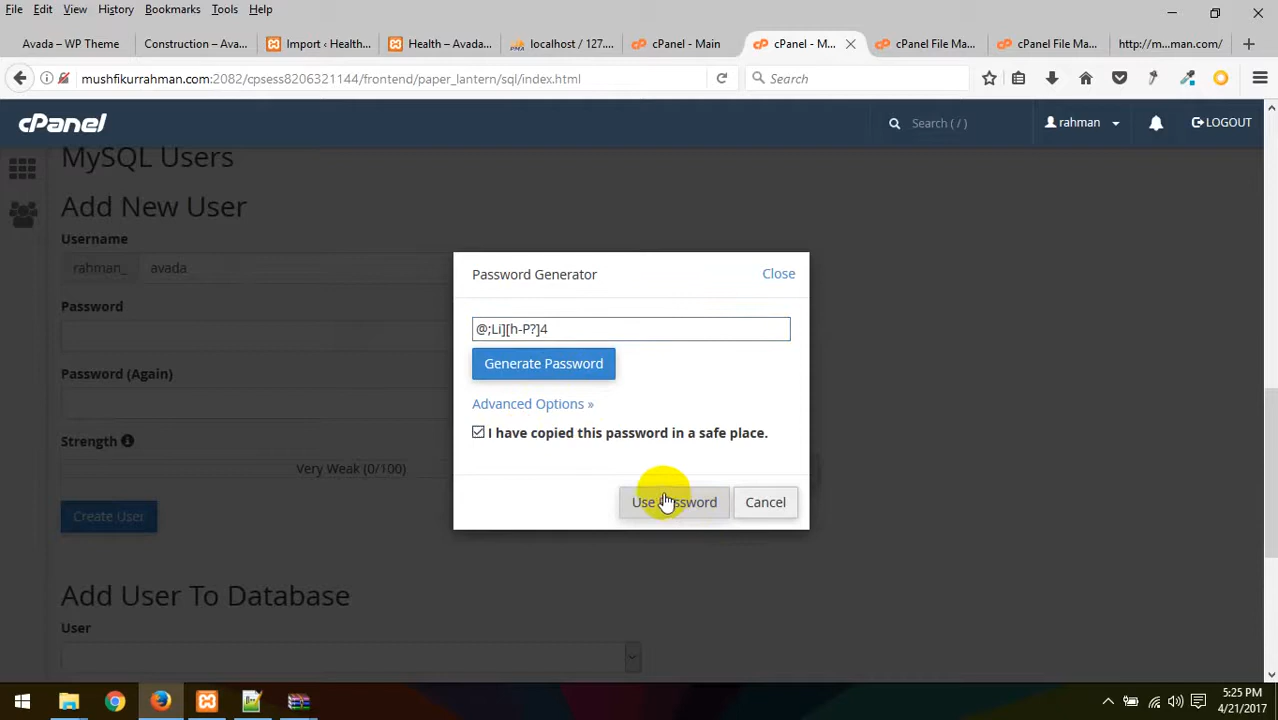 File Edit View History Bookmarks Tools Help
Avada – WP Theme
Construction – Ava...
Import ‹ Health...
Health – Avada...
localhost / 127....
cPanel - Main
cPanel - M...
cPanel File Ma...
cPanel File Ma...
http://m...man.com/
mushfikurrahman.com:2082/cpsess8206321144/frontend/paper_lantern/sql/index.html
Search
cPanel
Search ( / )
rahman
LOGOUT
MySQL Users
Add New User
Username
rahman_ avada
Password
Password (Again)
Strength
Very Weak (0/100)
Create User
Add User To Database
User
Password Generator
Close
@;Li][h-P?]4
Generate Password
Advanced Options »
I have copied this password in a safe place.
Use Password
Cancel
5:25 PM
4/21/2017